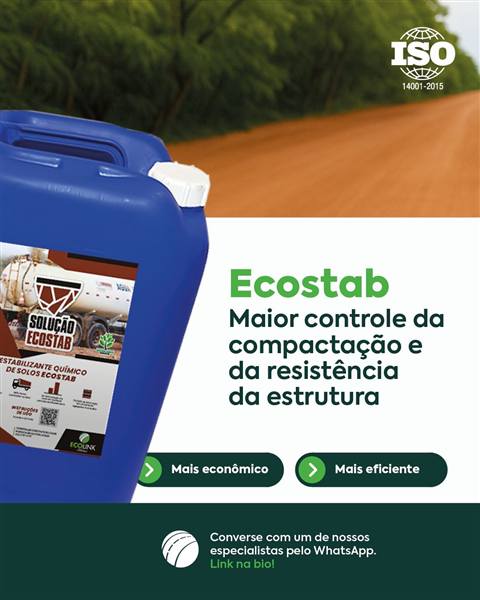 ISO
14001-2015
SOLUÇÃO
ECOSTAB
ESTABILIZANTE QUÍMICO
DE SOLOS ECOSTAB
INSTRUÇÕES
DE USO
ECOLINK
Ecostab
Maior controle da
compactação e
da resistência
da estrutura
Mais econômico
Mais eficiente
Converse com um de nossos
especialistas pelo WhatsApp.
Link na bio!